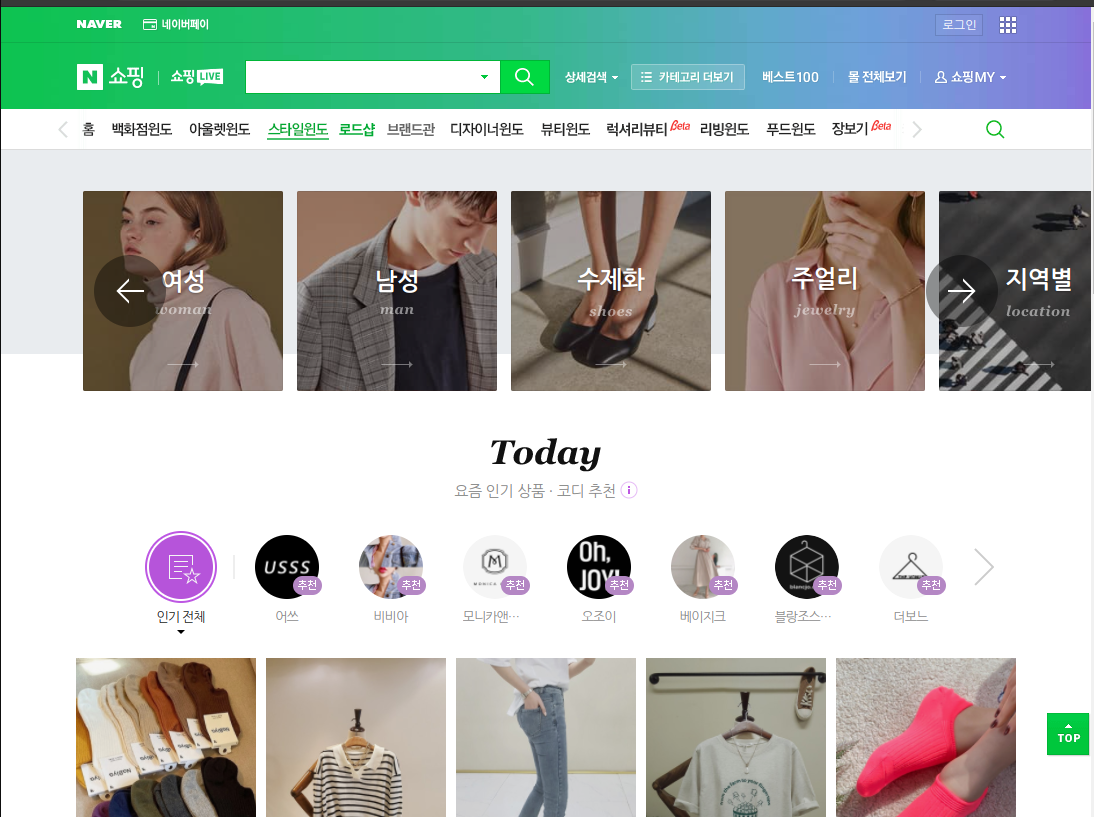 NAVER 네이버페이 로그인
N 쇼핑 쇼핑LIVE 상세검색 카테고리 더보기 베스트100 몰 전체보기 쇼핑MY
홈 백화점윈도 아울렛윈도 스타일윈도 로드샵 브랜드관 디자이너윈도 뷰티윈도 럭셔리뷰티 Beta 리빙윈도 푸드윈도 장보기 Beta
여성 남성 수제화 주얼리 지역별
woman man shoes jewelry location
Today
요즘 인기 상품 · 코디 추천
USSS M Oh, JOY!
추천 추천 추천 추천 추천 추천 추천
인기 전체 어쓰 비비아 모니카앤… 오조이 베이지크 블랑조스… 더보느
TOP